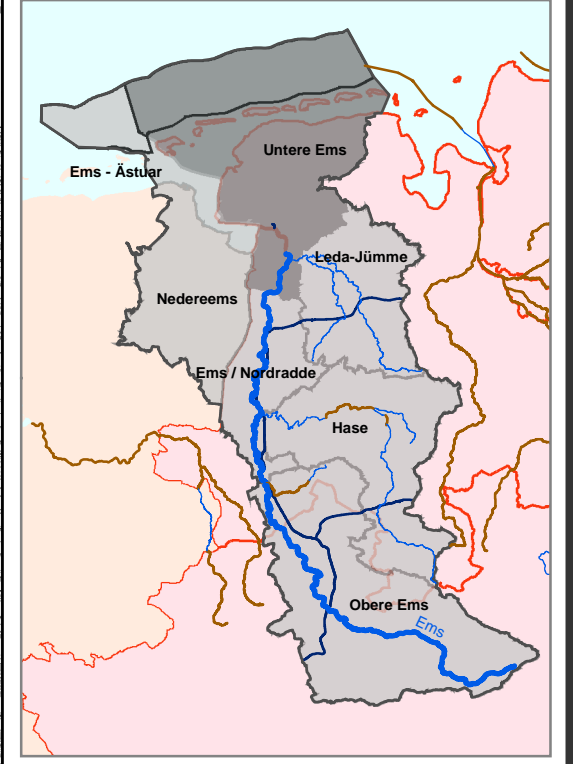 Untere Ems
Ems - Ästuar
Leda-Jümme
Nedereems
Ems / Nordradde
Hase
Obere Ems
Ems